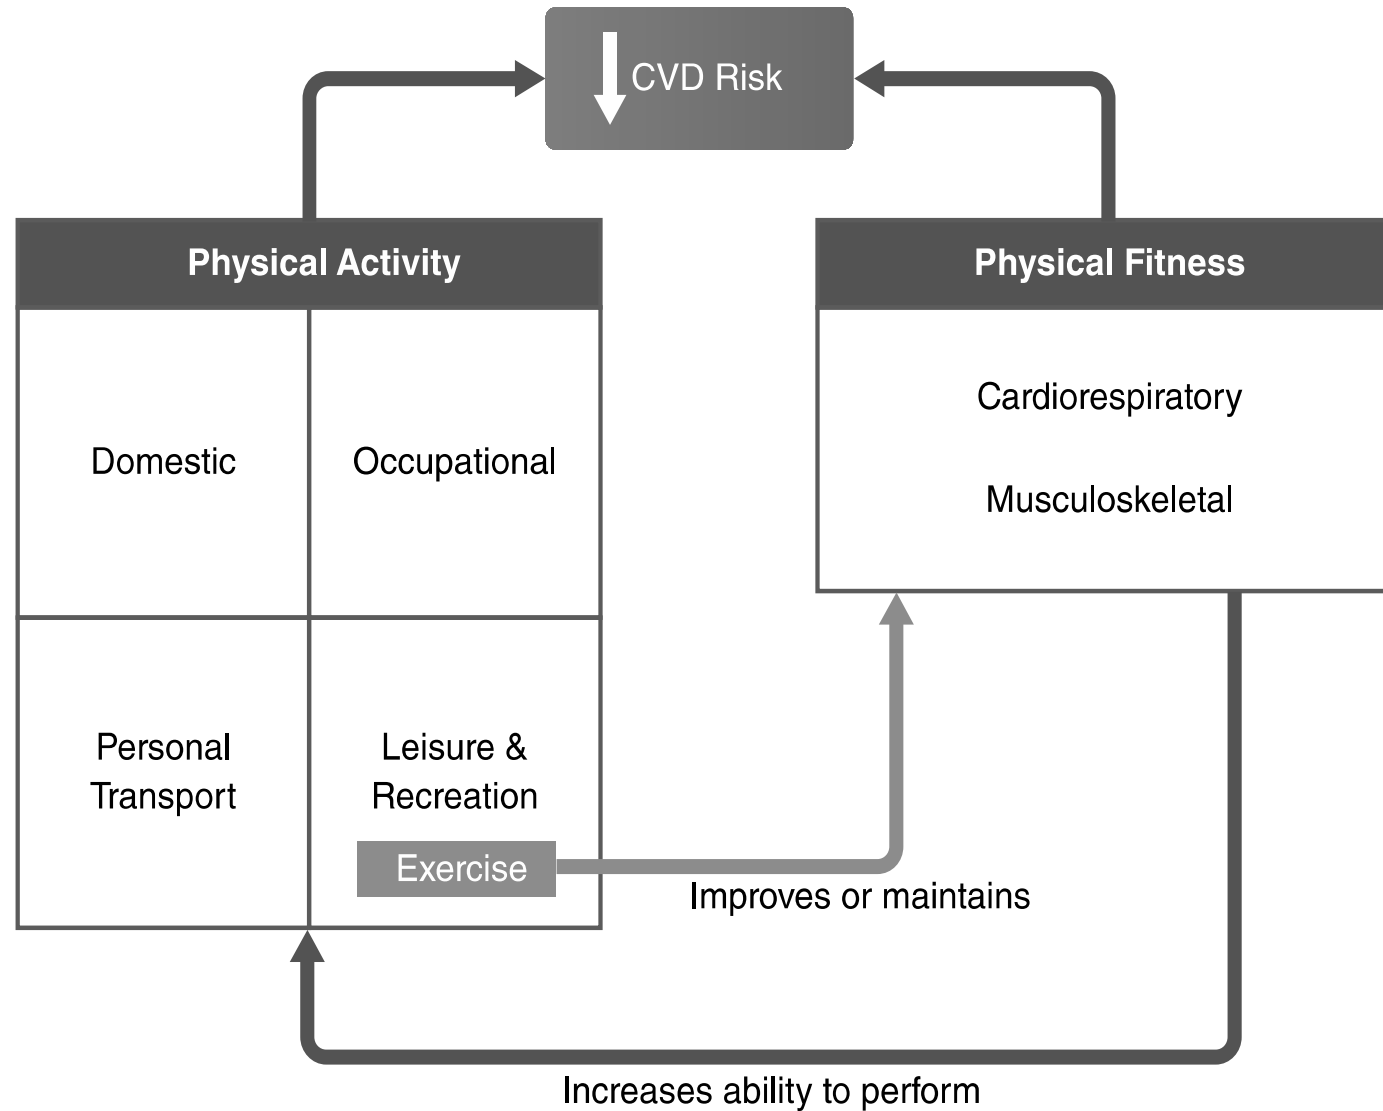 CVD Risk
Physical Activity
Physical Fitness
Domestic
Occupational
Cardiorespiratory
Musculoskeletal
Personal
Transport
Leisure &
Recreation
Exercise
Improves or maintains
Increases ability to perform